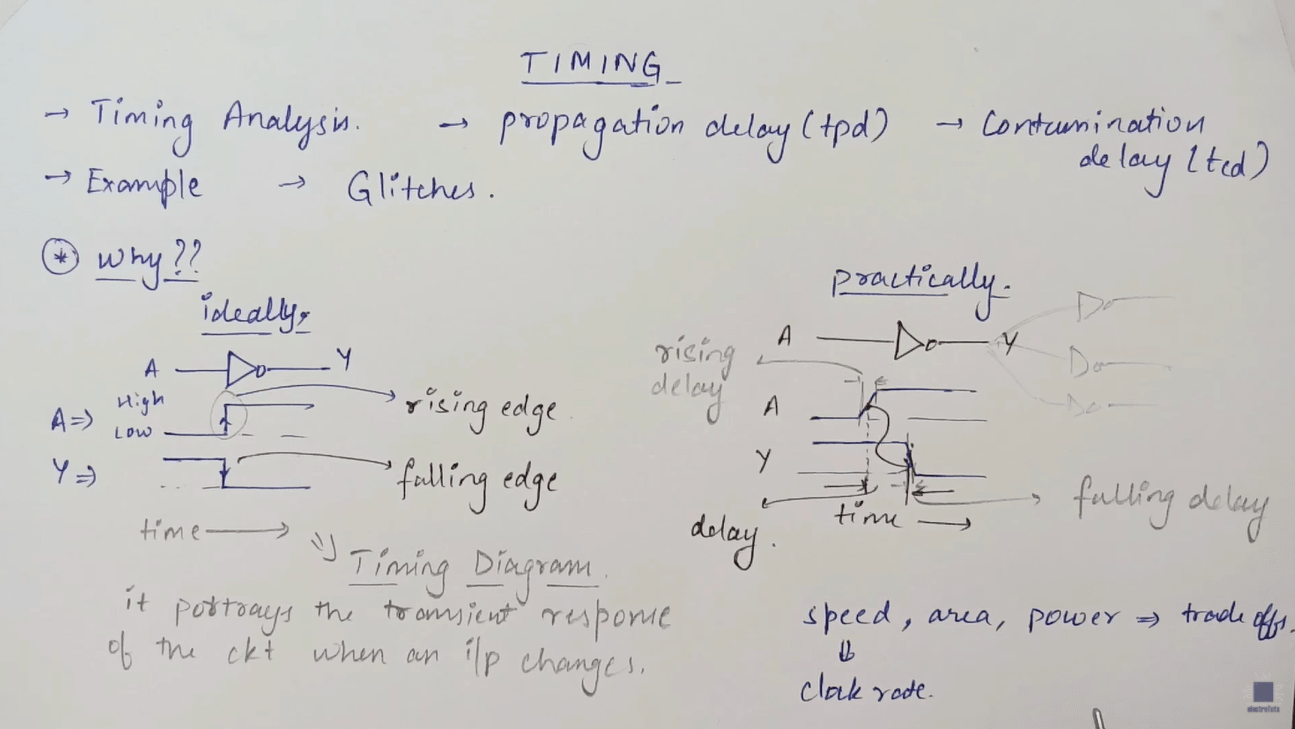 TIMING
→ Timing Analysis. → propagation delay (tpd) → Contamination
delay (tcd)
→ Example → Glitches.
* why??
ideally,
A Y
A⇒ High
Low
rising edge
Y⇒
falling edge
time →
Timing Diagram.
it portrays the transient response
of the ckt when an i/p changes.
practically.
A Y
rising
delay
A
Y
delay.
time →
falling delay
speed, area, power ⇒ trade offs.
⇓
clock rate.